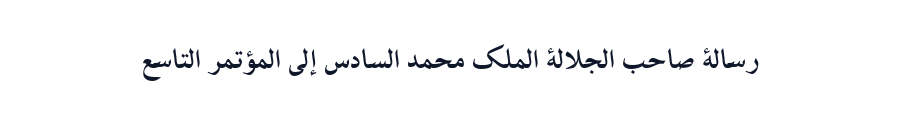 رسالة صاحب الجلالة الملك محمد السادس إلى المؤتمر التاسع